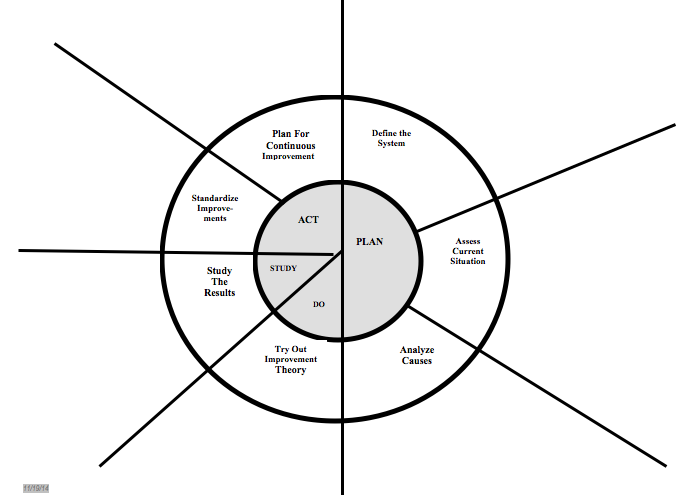 Define the
System
Assess
Current
Situation
Analyze
Causes
Try Out
Improvement
Theory
Study
The
Results
Standardize
Improve-
ments
Plan For
Continuous
Improvement
ACT
PLAN
STUDY
DO
11/19/14